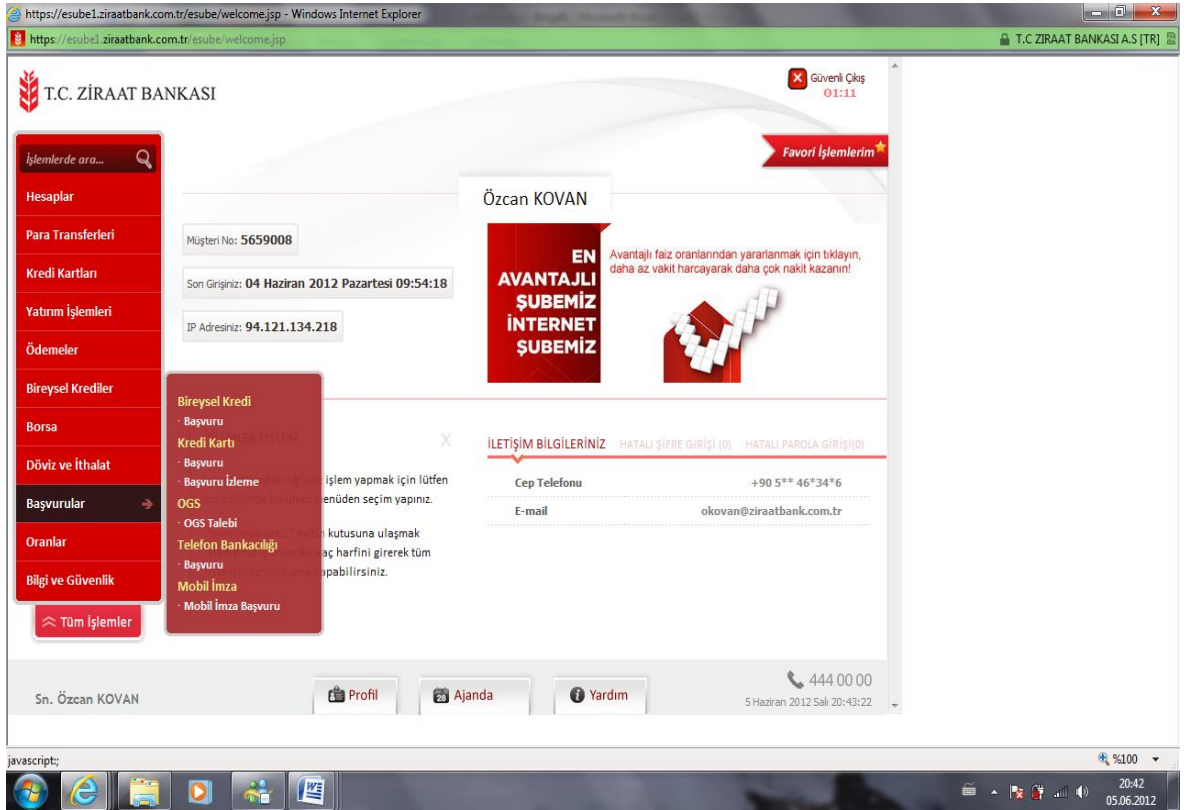 https://esube1.ziraatbank.com.tr/esube/welcome.jsp - Windows Internet Explorer
https://esube1.ziraatbank.com.tr/esube/welcome.jsp
T.C ZIRAAT BANKASI A.S [TR]
T.C. ZİRAAT BANKASI
Güvenli Çıkış
01:11
İşlemlerde ara...
Favori İşlemlerim
Hesaplar
Para Transferleri
Kredi Kartları
Yatırım İşlemleri
Ödemeler
Bireysel Krediler
Borsa
Döviz ve İthalat
Başvurular
Oranlar
Bilgi ve Güvenlik
Tüm İşlemler
Özcan KOVAN
Müşteri No: 5659008
Son Girişiniz: 04 Haziran 2012 Pazartesi 09:54:18
IP Adresiniz: 94.121.134.218
EN
AVANTAJLI
ŞUBEMİZ
İNTERNET
ŞUBEMİZ
Avantajlı faiz oranlarından yararlanmak için tıklayın,
daha az vakit harcayarak daha çok nakit kazanın!
Bireysel Kredi
· Başvuru
Kredi Kartı
· Başvuru
· Başvuru İzleme
OGS
· OGS Talebi
Telefon Bankacılığı
· Başvuru
Mobil İmza
· Mobil İmza Başvuru
X
işlem yapmak için lütfen
menüden seçim yapınız.
kutusuna ulaşmak
kaç harfini girerek tüm
yapabilirsiniz.
İLETİŞİM BİLGİLERİNİZ HATALI ŞİFRE GİRİŞİ (0) HATALI PAROLA GİRİŞİ(0)
Cep Telefonu +90 5** 46*34*6
E-mail okovan@ziraatbank.com.tr
Sn. Özcan KOVAN
Profil
28 Ajanda
Yardım
444 00 00
5 Haziran 2012 Salı 20:43:22
javascript:;
%100
20:42
05.06.2012